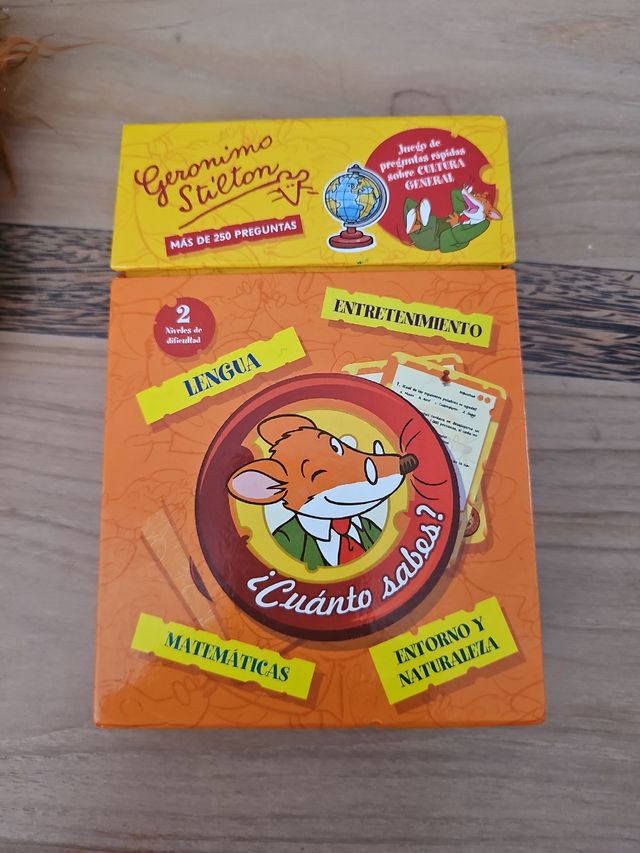 Geronimo
Stilton
MÁS DE 250 PREGUNTAS
Juego de
preguntas rápidas
sobre CULTURA
GENERAL
2
Niveles de
dificultad
ENTRETENIMIENTO
LENGUA
¿Cuánto sabes?
MATEMÁTICAS
ENTORNO Y
NATURALEZA